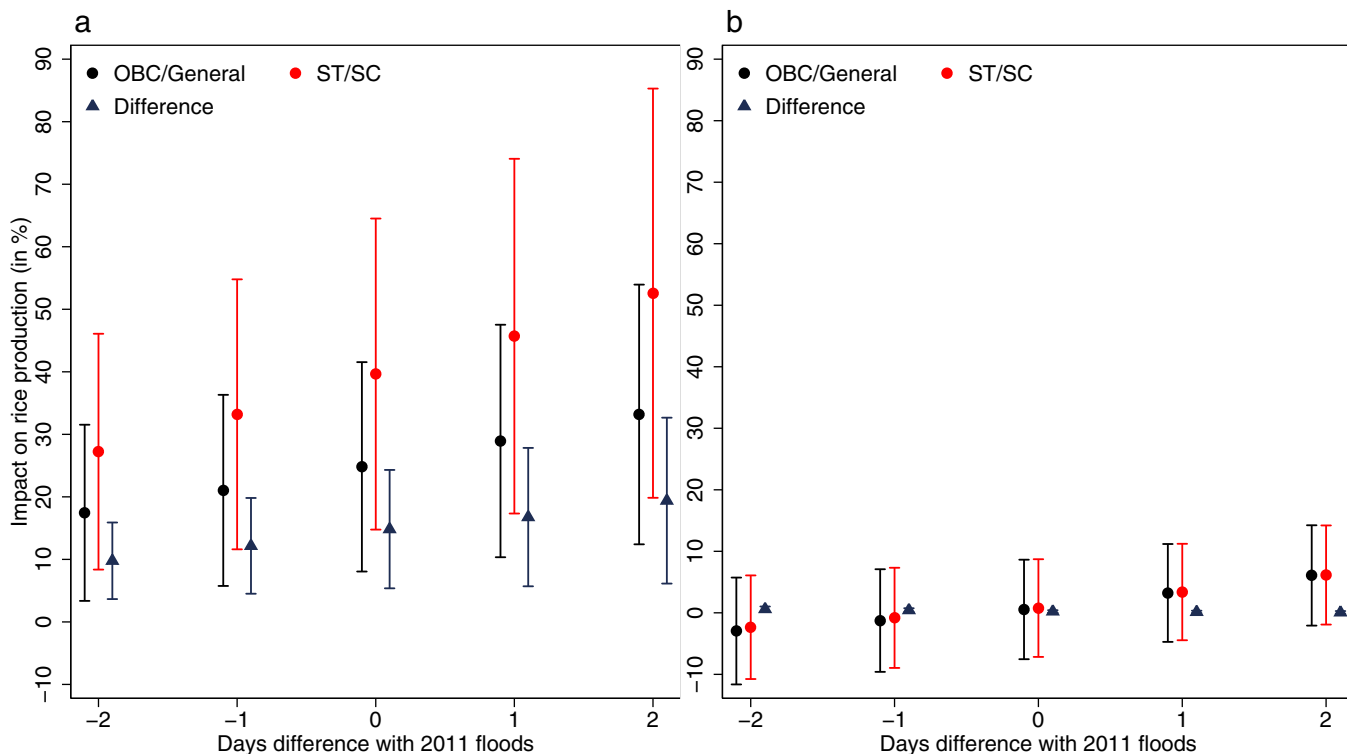 a
OBC/General
ST/SC
Difference
Impact on rice production (in %)
90
80
70
60
50
40
30
20
10
0
−10
−2
−1
0
1
2
Days difference with 2011 floods
b
OBC/General
ST/SC
Difference
90
80
70
60
50
40
30
20
10
0
−10
−2
−1
0
1
2
Days difference with 2011 floods